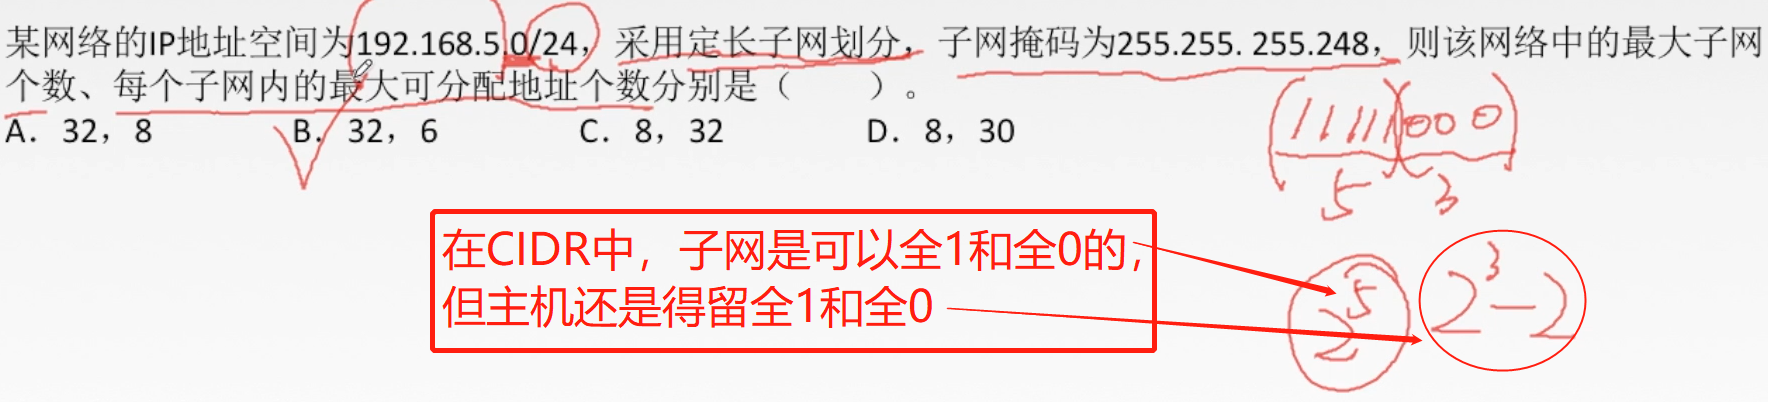 某网络的IP地址空间为192.168.5.0/24，采用定长子网划分，子网掩码为255.255. 255.248，则该网络中的最大子网
个数、每个子网内的最大可分配地址个数分别是（ ）。
A. 32，8 B. 32，6 C. 8，32 D. 8，30
(11111)(000)
5 3
在CIDR中，子网是可以全1和全0的，
但主机还是得留全1和全0
2⁵ 2³-2